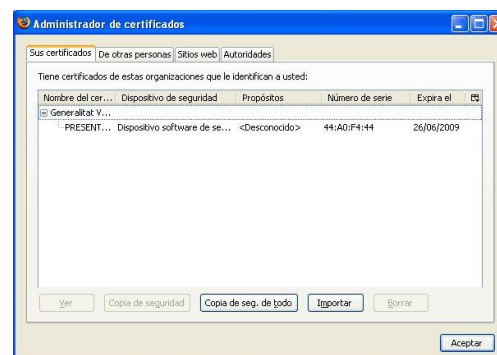 Administrador de certificados
Sus certificados De otras personas Sitios web Autoridades
Tiene certificados de estas organizaciones que le identifican a usted:
Nombre del cer... Dispositivo de seguridad Propósitos Número de serie Expira el
Generalitat V...
PRESENT... Dispositivo software de se... <Desconocido> 44:A0:F4:44 26/06/2009
Ver Copia de seguridad Copia de seg. de todo Importar Borrar
Aceptar